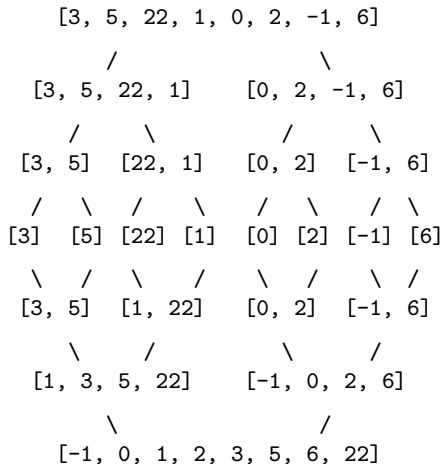 [3, 5, 22, 1, 0, 2, -1, 6]
/ \
[3, 5, 22, 1] [0, 2, -1, 6]
/ \ / \
[3, 5] [22, 1] [0, 2] [-1, 6]
/ \ / \ / \ / \
[3] [5] [22] [1] [0] [2] [-1] [6]
\ / \ / \ / \ /
[3, 5] [1, 22] [0, 2] [-1, 6]
\ / \ /
[1, 3, 5, 22] [-1, 0, 2, 6]
\ /
[-1, 0, 1, 2, 3, 5, 6, 22]